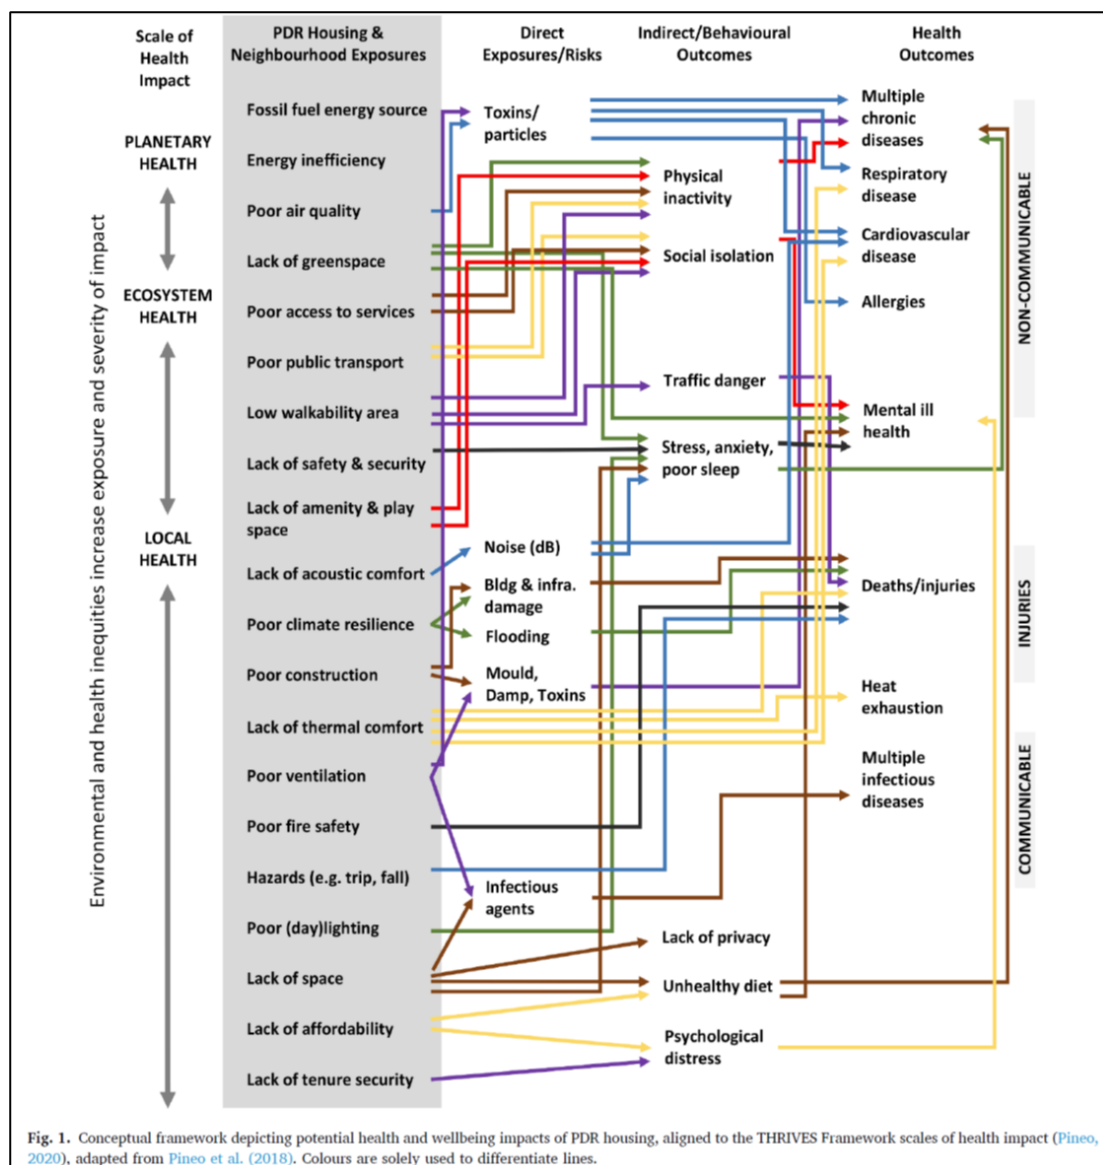 Scale of
Health
Impact
PDR Housing &
Neighbourhood Exposures
Direct
Exposures/Risks
Indirect/Behavioural
Outcomes
Health
Outcomes
Environmental and health inequities increase exposure and severity of impact
PLANETARY
HEALTH
ECOSYSTEM
HEALTH
LOCAL
HEALTH
Fossil fuel energy source
Energy inefficiency
Poor air quality
Lack of greenspace
Poor access to services
Poor public transport
Low walkability area
Lack of safety & security
Lack of amenity & play
space
Lack of acoustic comfort
Poor climate resilience
Poor construction
Lack of thermal comfort
Poor ventilation
Poor fire safety
Hazards (e.g. trip, fall)
Poor (day)lighting
Lack of space
Lack of affordability
Lack of tenure security
Toxins/
particles
Noise (dB)
Bldg & infra.
damage
Flooding
Mould,
Damp, Toxins
Infectious
agents
Physical
inactivity
Social isolation
Traffic danger
Stress, anxiety,
poor sleep
Lack of privacy
Unhealthy diet
Psychological
distress
Multiple
chronic
diseases
Respiratory
disease
Cardiovascular
disease
Allergies
Mental ill
health
Deaths/injuries
Heat
exhaustion
Multiple
infectious
diseases
NON-COMMUNICABLE
INJURIES
COMMUNICABLE
Fig. 1. Conceptual framework depicting potential health and wellbeing impacts of PDR housing, aligned to the THRIVES Framework scales of health impact (Pineo,
2020), adapted from Pineo et al. (2018). Colours are solely used to differentiate lines.